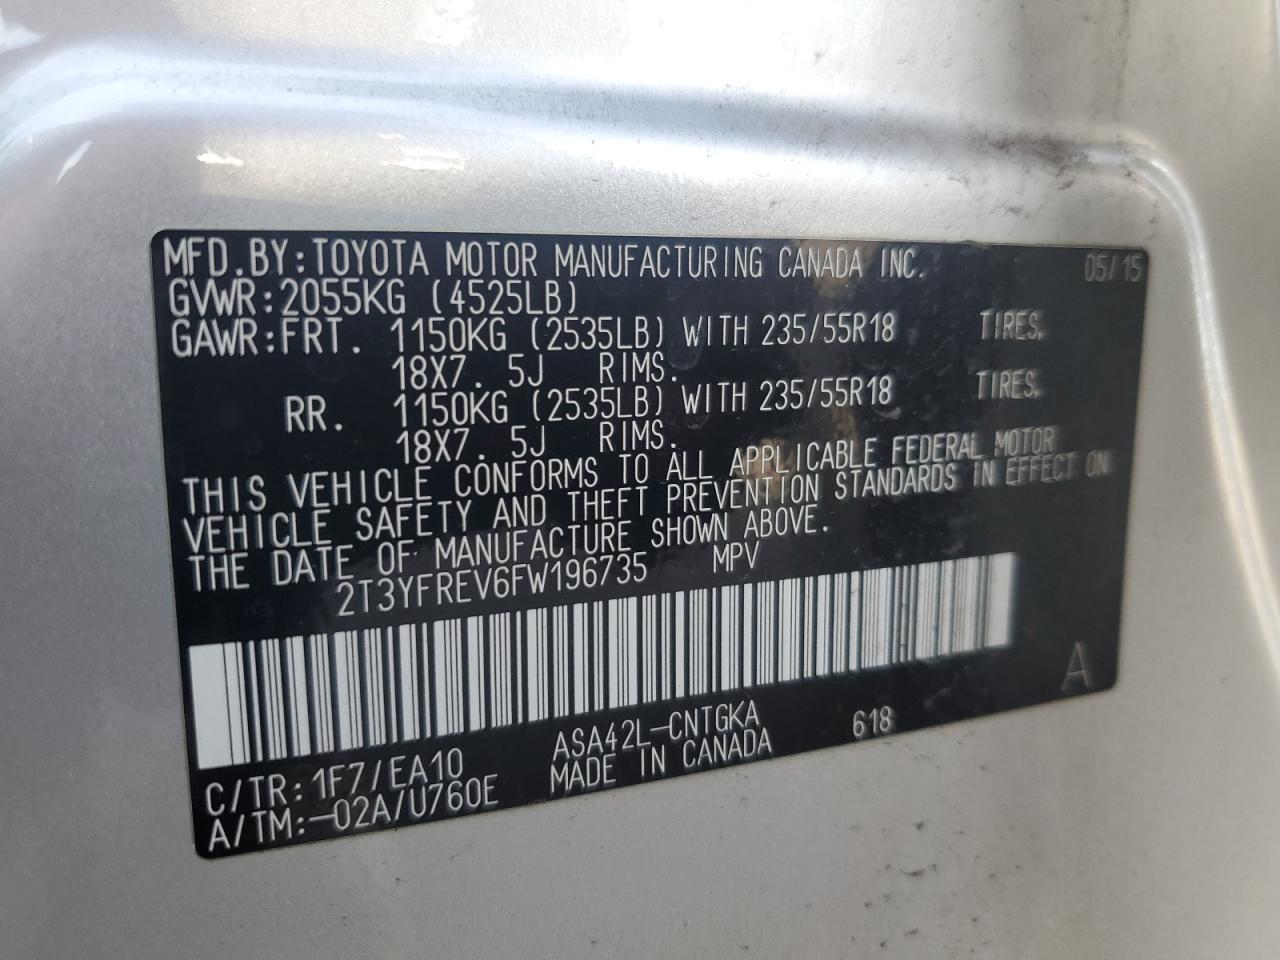 MFD.BY:TOYOTA MOTOR MANUFACTURING CANADA INC. 05/15
GVWR:2055KG (4525LB)
GAWR:FRT. 1150KG (2535LB) WITH 235/55R18 TIRES,
18X7.5J RIMS.
RR. 1150KG (2535LB) WITH 235/55R18 TIRES,
18X7.5J RIMS.
THIS VEHICLE CONFORMS TO ALL APPLICABLE FEDERAL MOTOR
VEHICLE SAFETY AND THEFT PREVENTION STANDARDS IN EFFECT ON
THE DATE OF MANUFACTURE SHOWN ABOVE.
2T3YFREV6FW196735 MPV
A
C/TR:1F7/EA10 ASA42L-CNTGKA 618
A/TM:-02A/U760E MADE IN CANADA